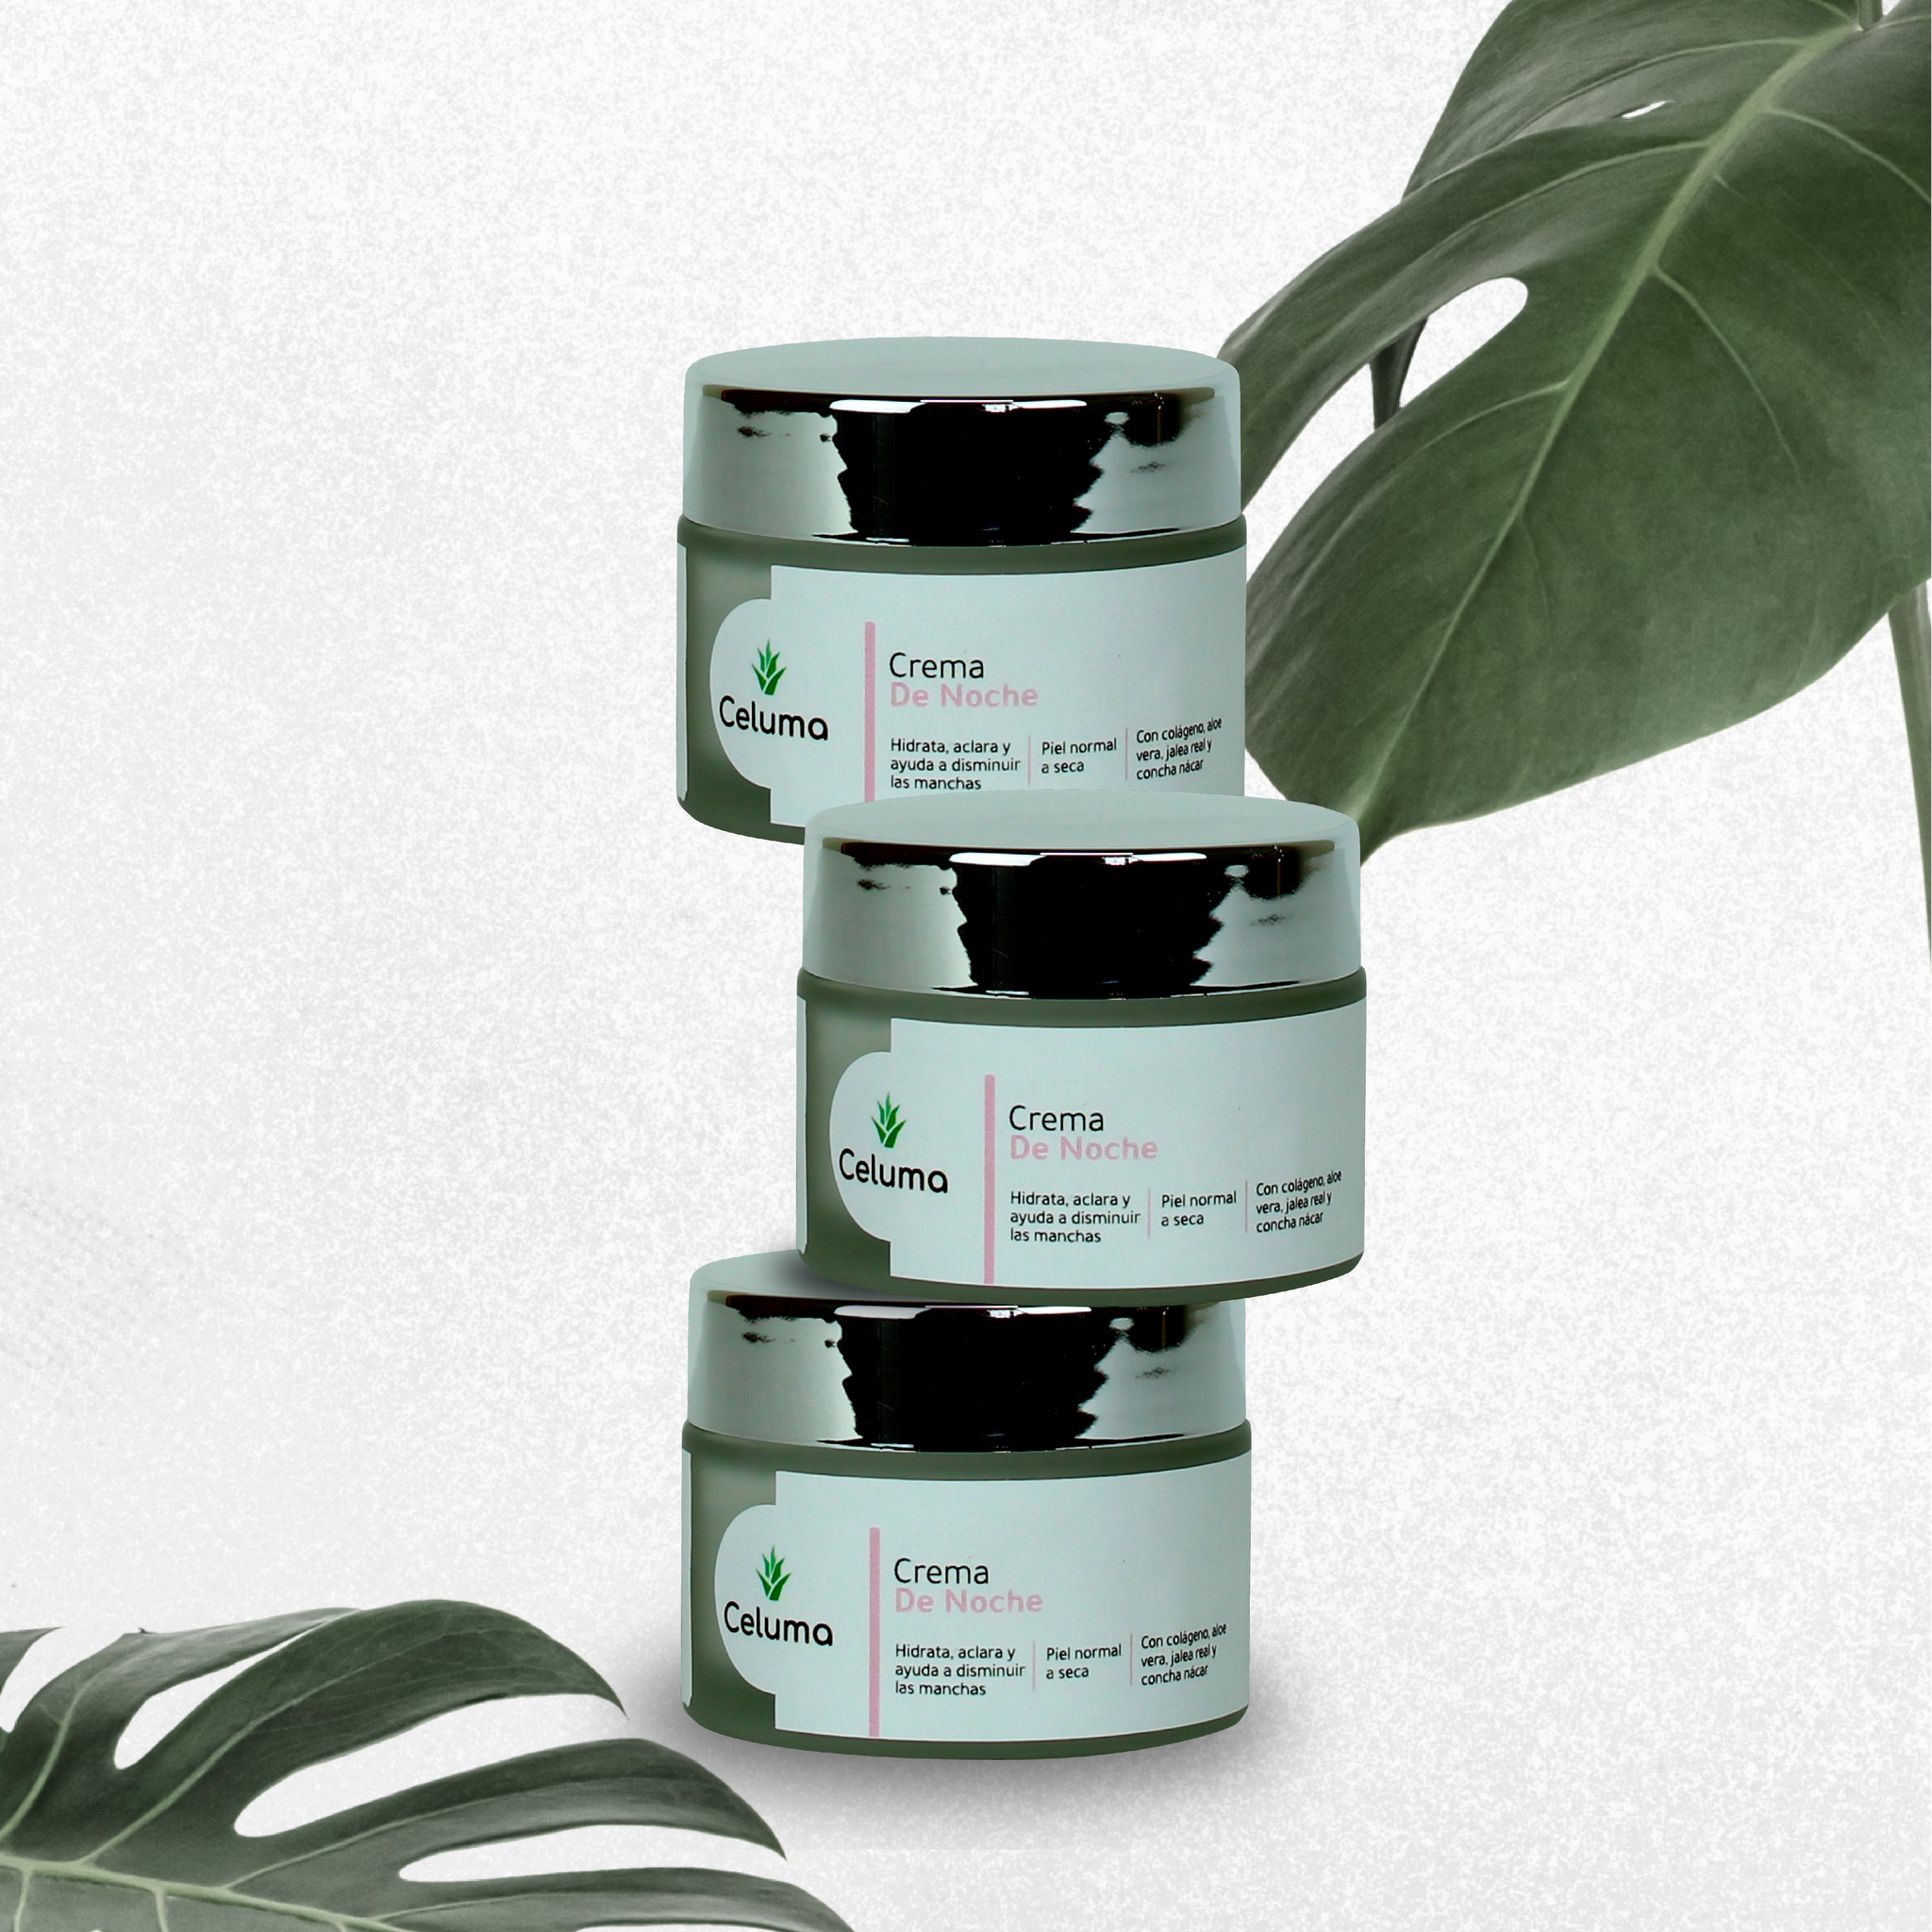 Celuma
Crema
De Noche
Hidrata, aclara y
ayuda a disminuir
las manchas
Piel normal
a seca
Con colágeno, aloe
vera, jalea real y
concha nácar
Celuma
Crema
De Noche
Hidrata, aclara y
ayuda a disminuir
las manchas
Piel normal
a seca
Con colágeno, aloe
vera, jalea real y
concha nácar
Celuma
Crema
De Noche
Hidrata, aclara y
ayuda a disminuir
las manchas
Piel normal
a seca
Con colágeno, aloe
vera, jalea real y
concha nácar